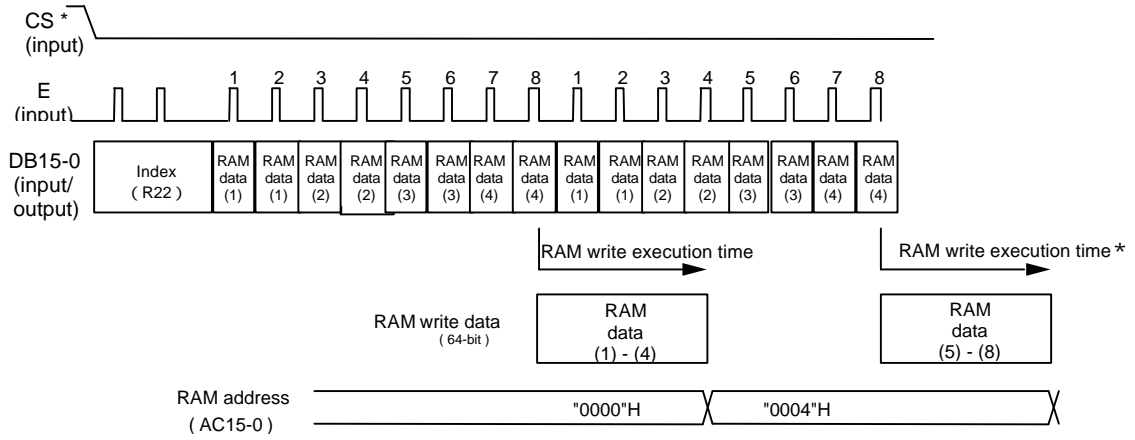 CS *
(input)
1 2 3 4 5 6 7 8 1 2 3 4 5 6 7 8
E
(input)
DB15-0
(input/
output)
Index
( R22 )
RAM data (1)
RAM data (1)
RAM data (2)
RAM data (2)
RAM data (3)
RAM data (3)
RAM data (4)
RAM data (4)
RAM data (1)
RAM data (1)
RAM data (2)
RAM data (2)
RAM data (3)
RAM data (3)
RAM data (4)
RAM data (4)
RAM write execution time
RAM write execution time *
RAM write data
( 64-bit )
RAM
data
(1) - (4)
RAM
data
(5) - (8)
RAM address
( AC15-0 )
"0000"H
"0004"H